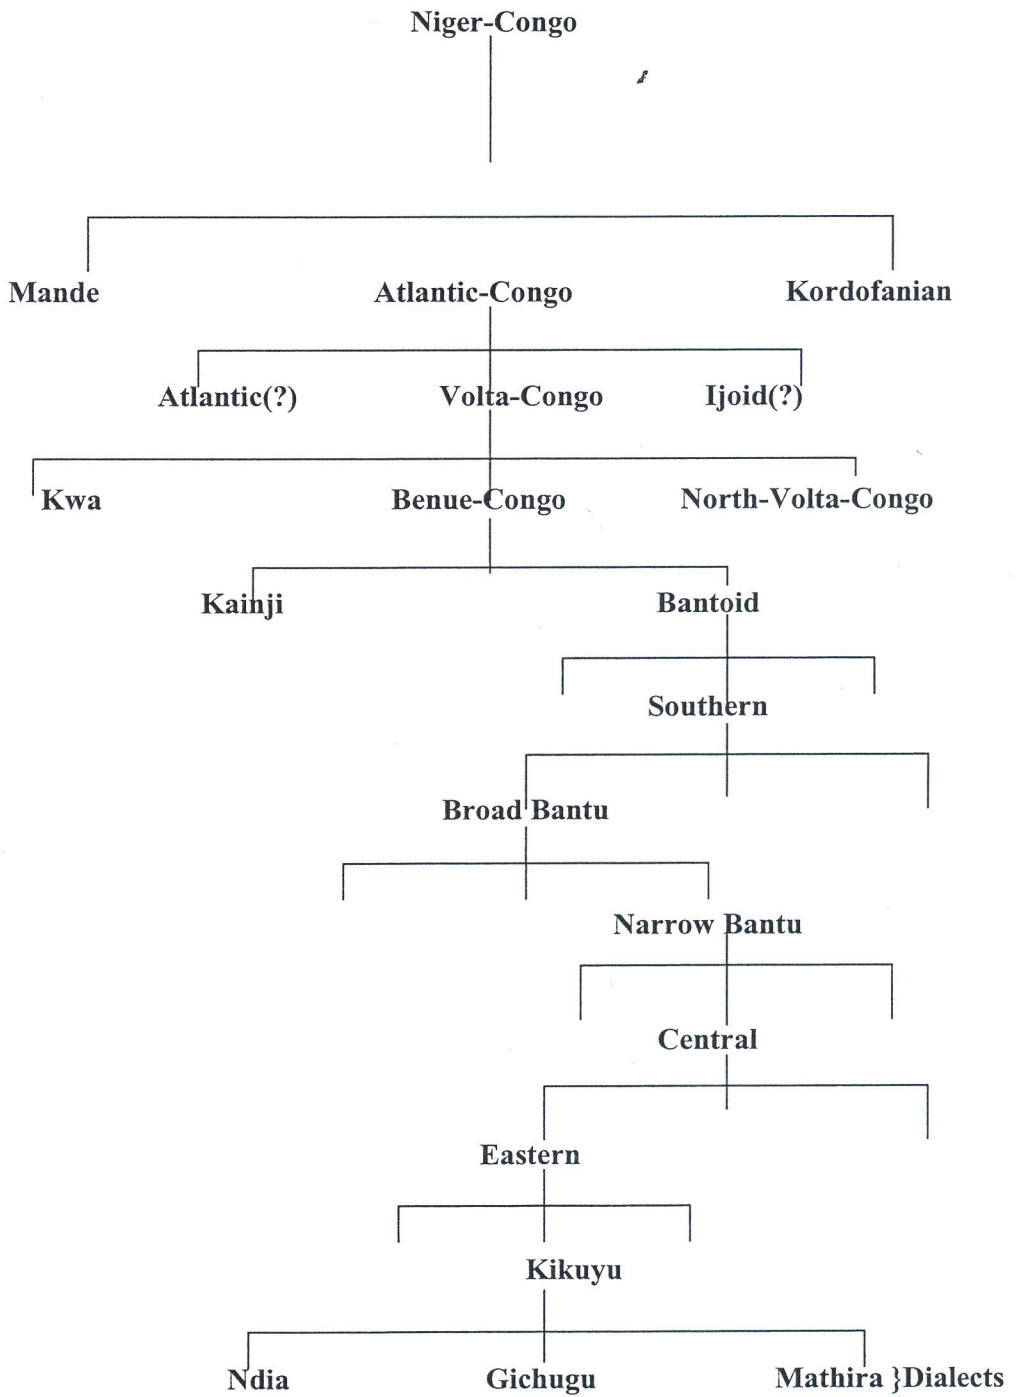 Niger-Congo
Mande Atlantic-Congo Kordofanian
Atlantic(?) Volta-Congo Ijoid(?)
Kwa Benue-Congo North-Volta-Congo
Kainji Bantoid
Southern
Broad Bantu
Narrow Bantu
Central
Eastern
Kikuyu
Ndia Gichugu Mathira }Dialects